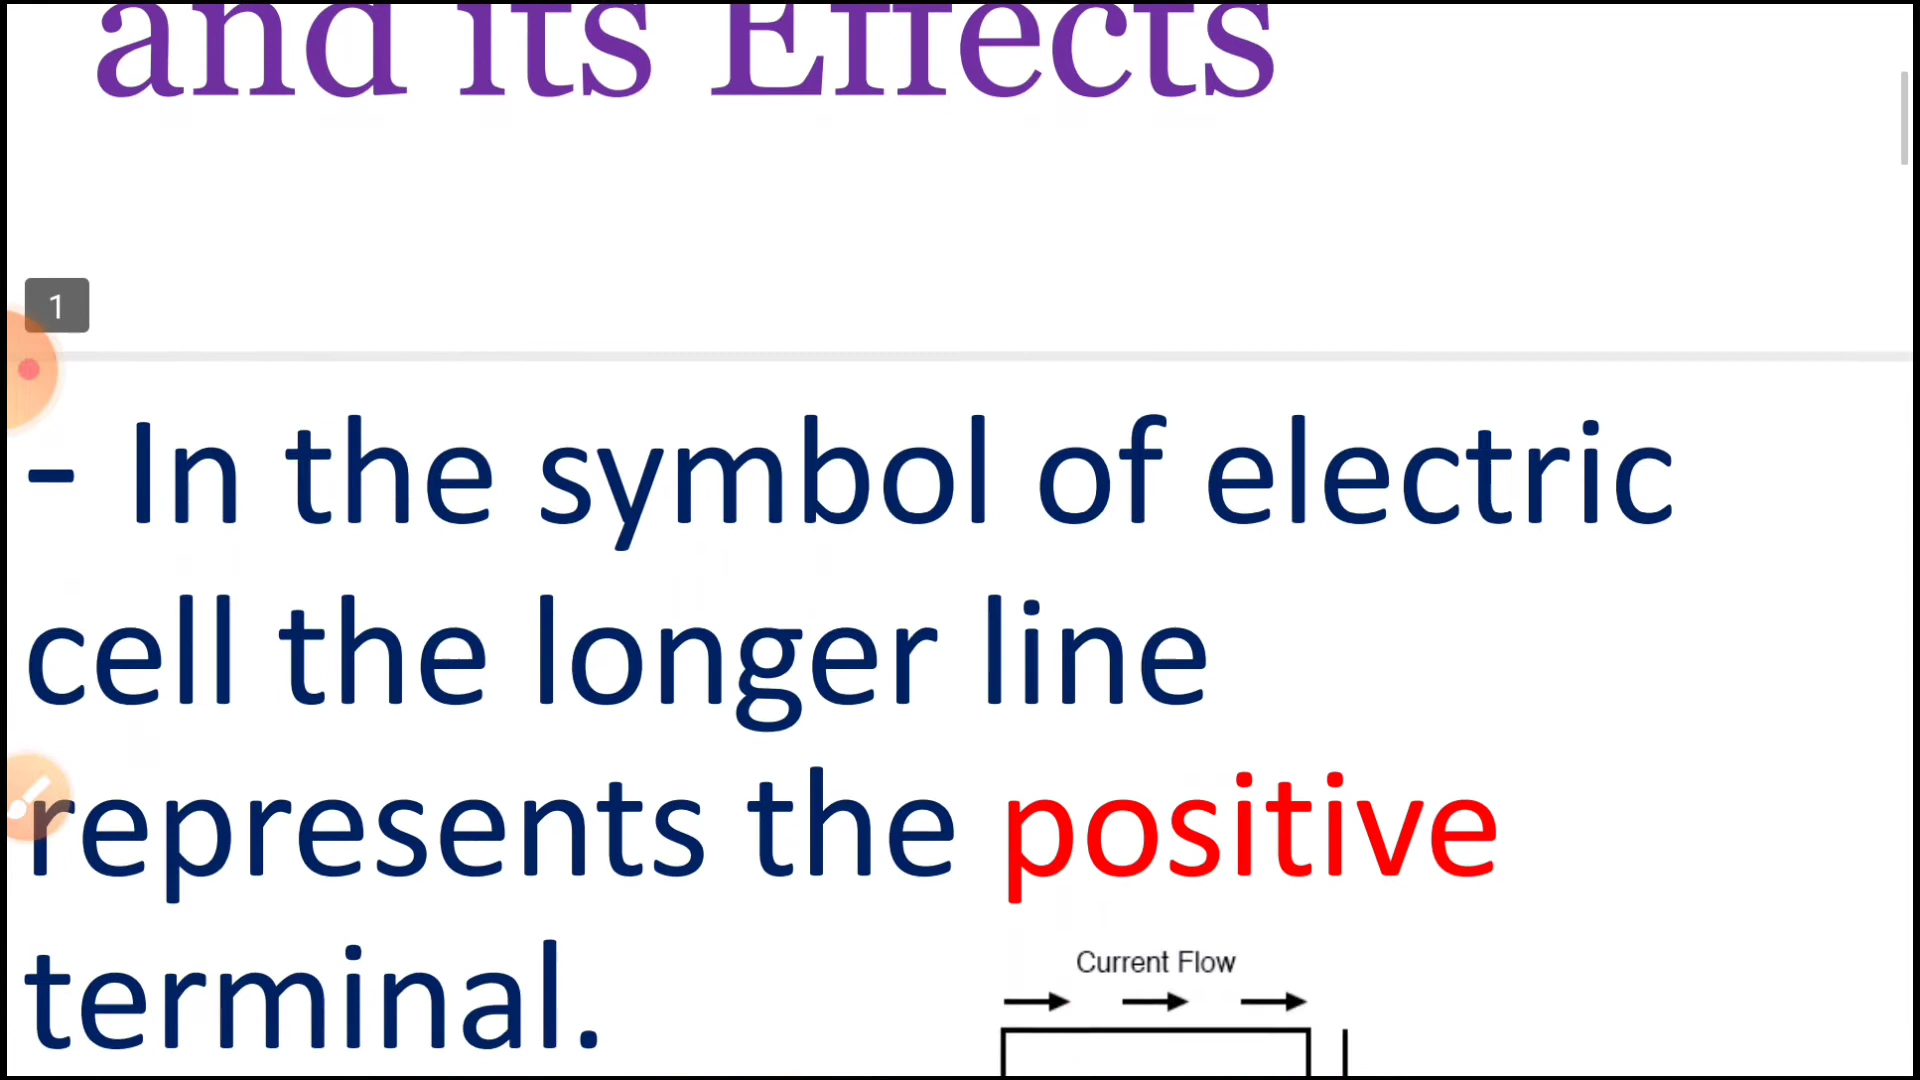 and its Effects
1
- In the symbol of electric
cell the longer line
represents the positive
terminal.
Current Flow